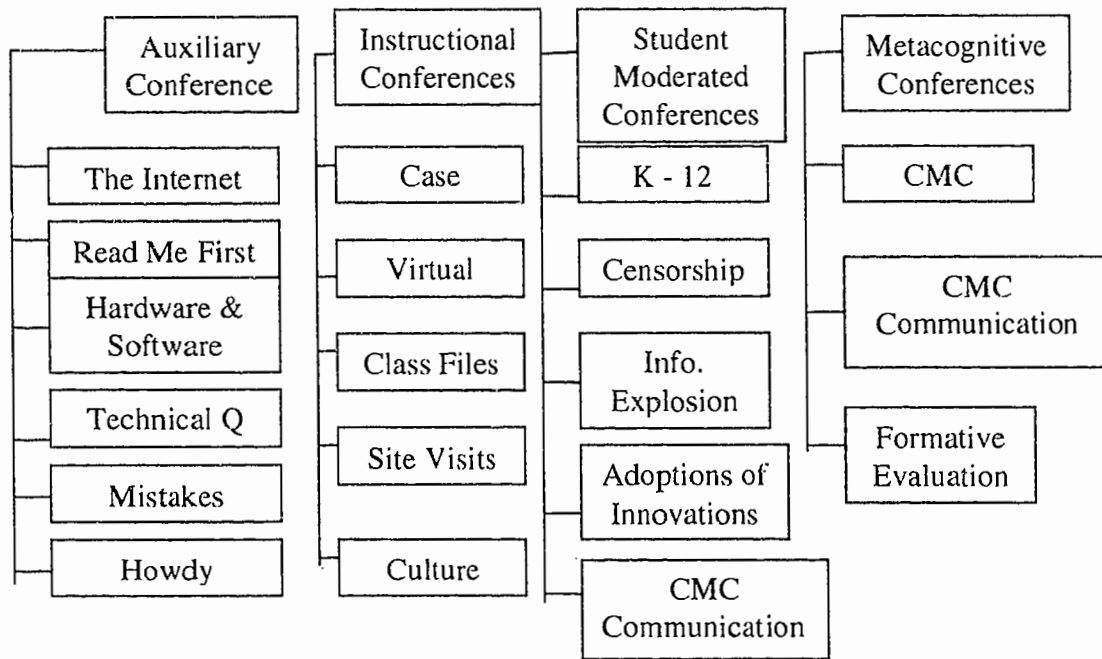 Auxiliary
Conference
The Internet
Read Me First
Hardware &
Software
Technical Q
Mistakes
Howdy
Instructional
Conferences
Case
Virtual
Class Files
Site Visits
Culture
Student
Moderated
Conferences
K - 12
Censorship
Info.
Explosion
Adoptions of
Innovations
CMC
Communication
Metacognitive
Conferences
CMC
CMC
Communication
Formative
Evaluation